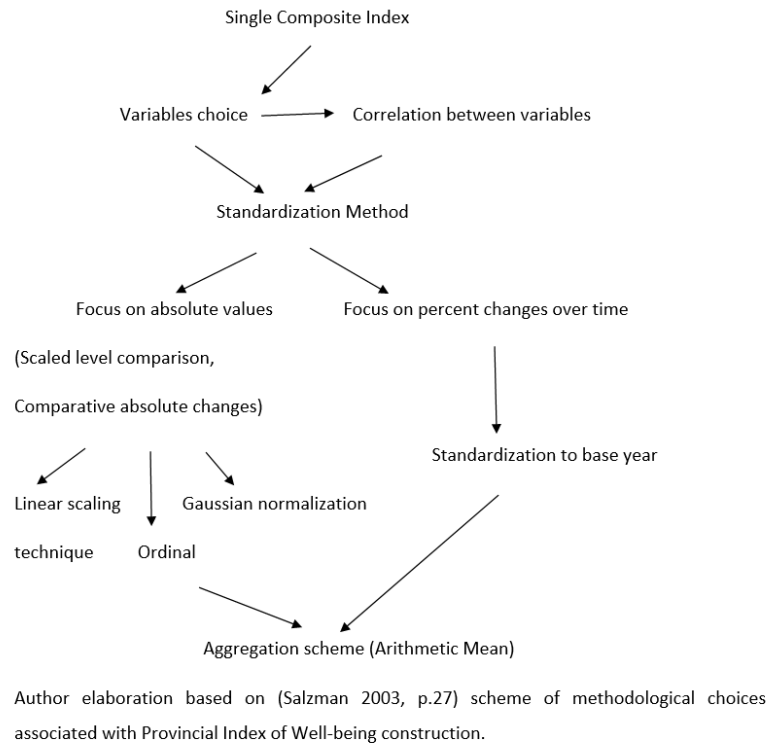 Single Composite Index
Variables choice
Correlation between variables
Standardization Method
Focus on absolute values
Focus on percent changes over time
(Scaled level comparison,
Comparative absolute changes)
Standardization to base year
Linear scaling
Gaussian normalization
technique
Ordinal
Aggregation scheme (Arithmetic Mean)
Author elaboration based on (Salzman 2003, p.27) scheme of methodological choices
associated with Provincial Index of Well-being construction.